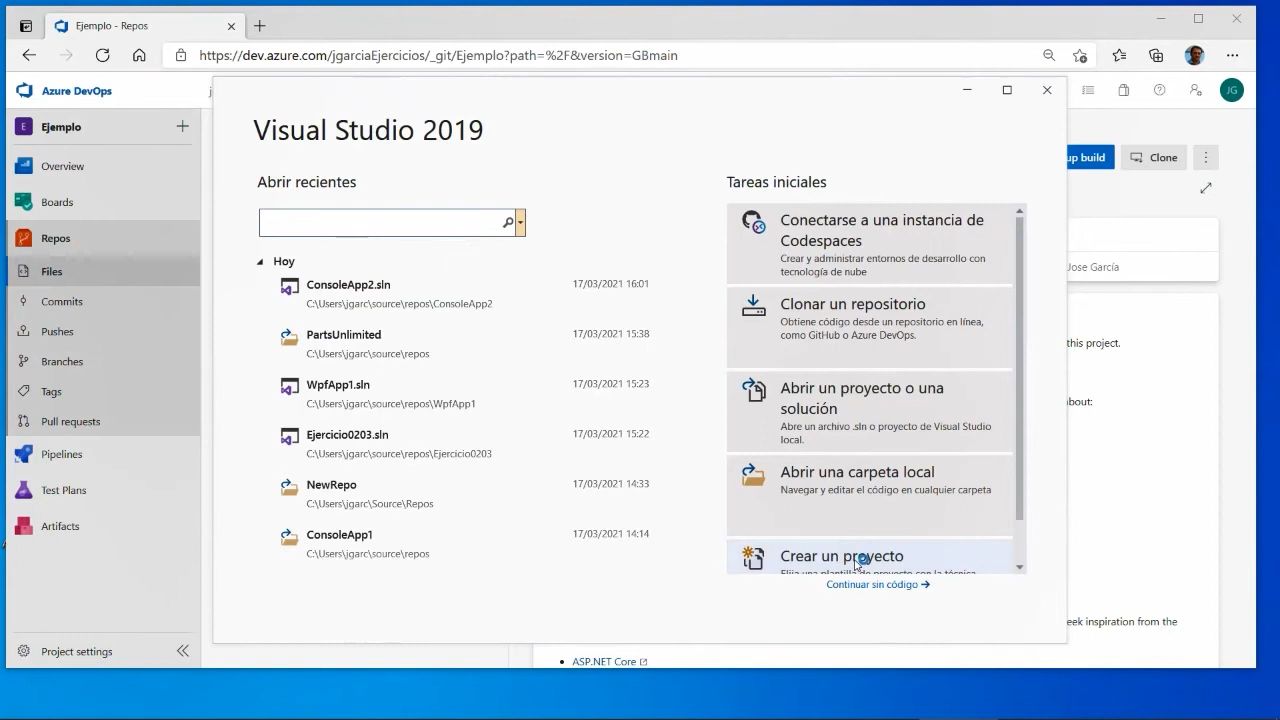 Ejemplo - Repos
https://dev.azure.com/jgarciaEjercicios/_git/Ejemplo?path=%2F&version=GBmain
Azure DevOps
JG
E Ejemplo
Overview
Boards
Repos
Files
Commits
Pushes
Branches
Tags
Pull requests
Pipelines
Test Plans
Artifacts
Project settings
Visual Studio 2019
Abrir recientes
Hoy
ConsoleApp2.sln 17/03/2021 16:01
C:\Users\jgarc\source\repos\ConsoleApp2
PartsUnlimited 17/03/2021 15:38
C:\Users\jgarc\source\repos
WpfApp1.sln 17/03/2021 15:23
C:\Users\jgarc\source\repos\WpfApp1
Ejercicio0203.sln 17/03/2021 15:22
C:\Users\jgarc\source\repos\Ejercicio0203
NewRepo 17/03/2021 14:33
C:\Users\jgarc\Source\Repos
ConsoleApp1 17/03/2021 14:14
C:\Users\jgarc\source\repos
Tareas iniciales
Conectarse a una instancia de
Codespaces
Crear y administrar entornos de desarrollo con
tecnología de nube
Clonar un repositorio
Obtiene código desde un repositorio en línea,
como GitHub o Azure DevOps.
Abrir un proyecto o una
solución
Abre un archivo .sln o proyecto de Visual Studio
local.
Abrir una carpeta local
Navegar y editar el código en cualquier carpeta
Crear un proyecto
Elija una plantilla de proyecto con la técnica
Continuar sin código →
up build
Clone
Jose García
this project.
about:
eek inspiration from the
ASP.NET Core